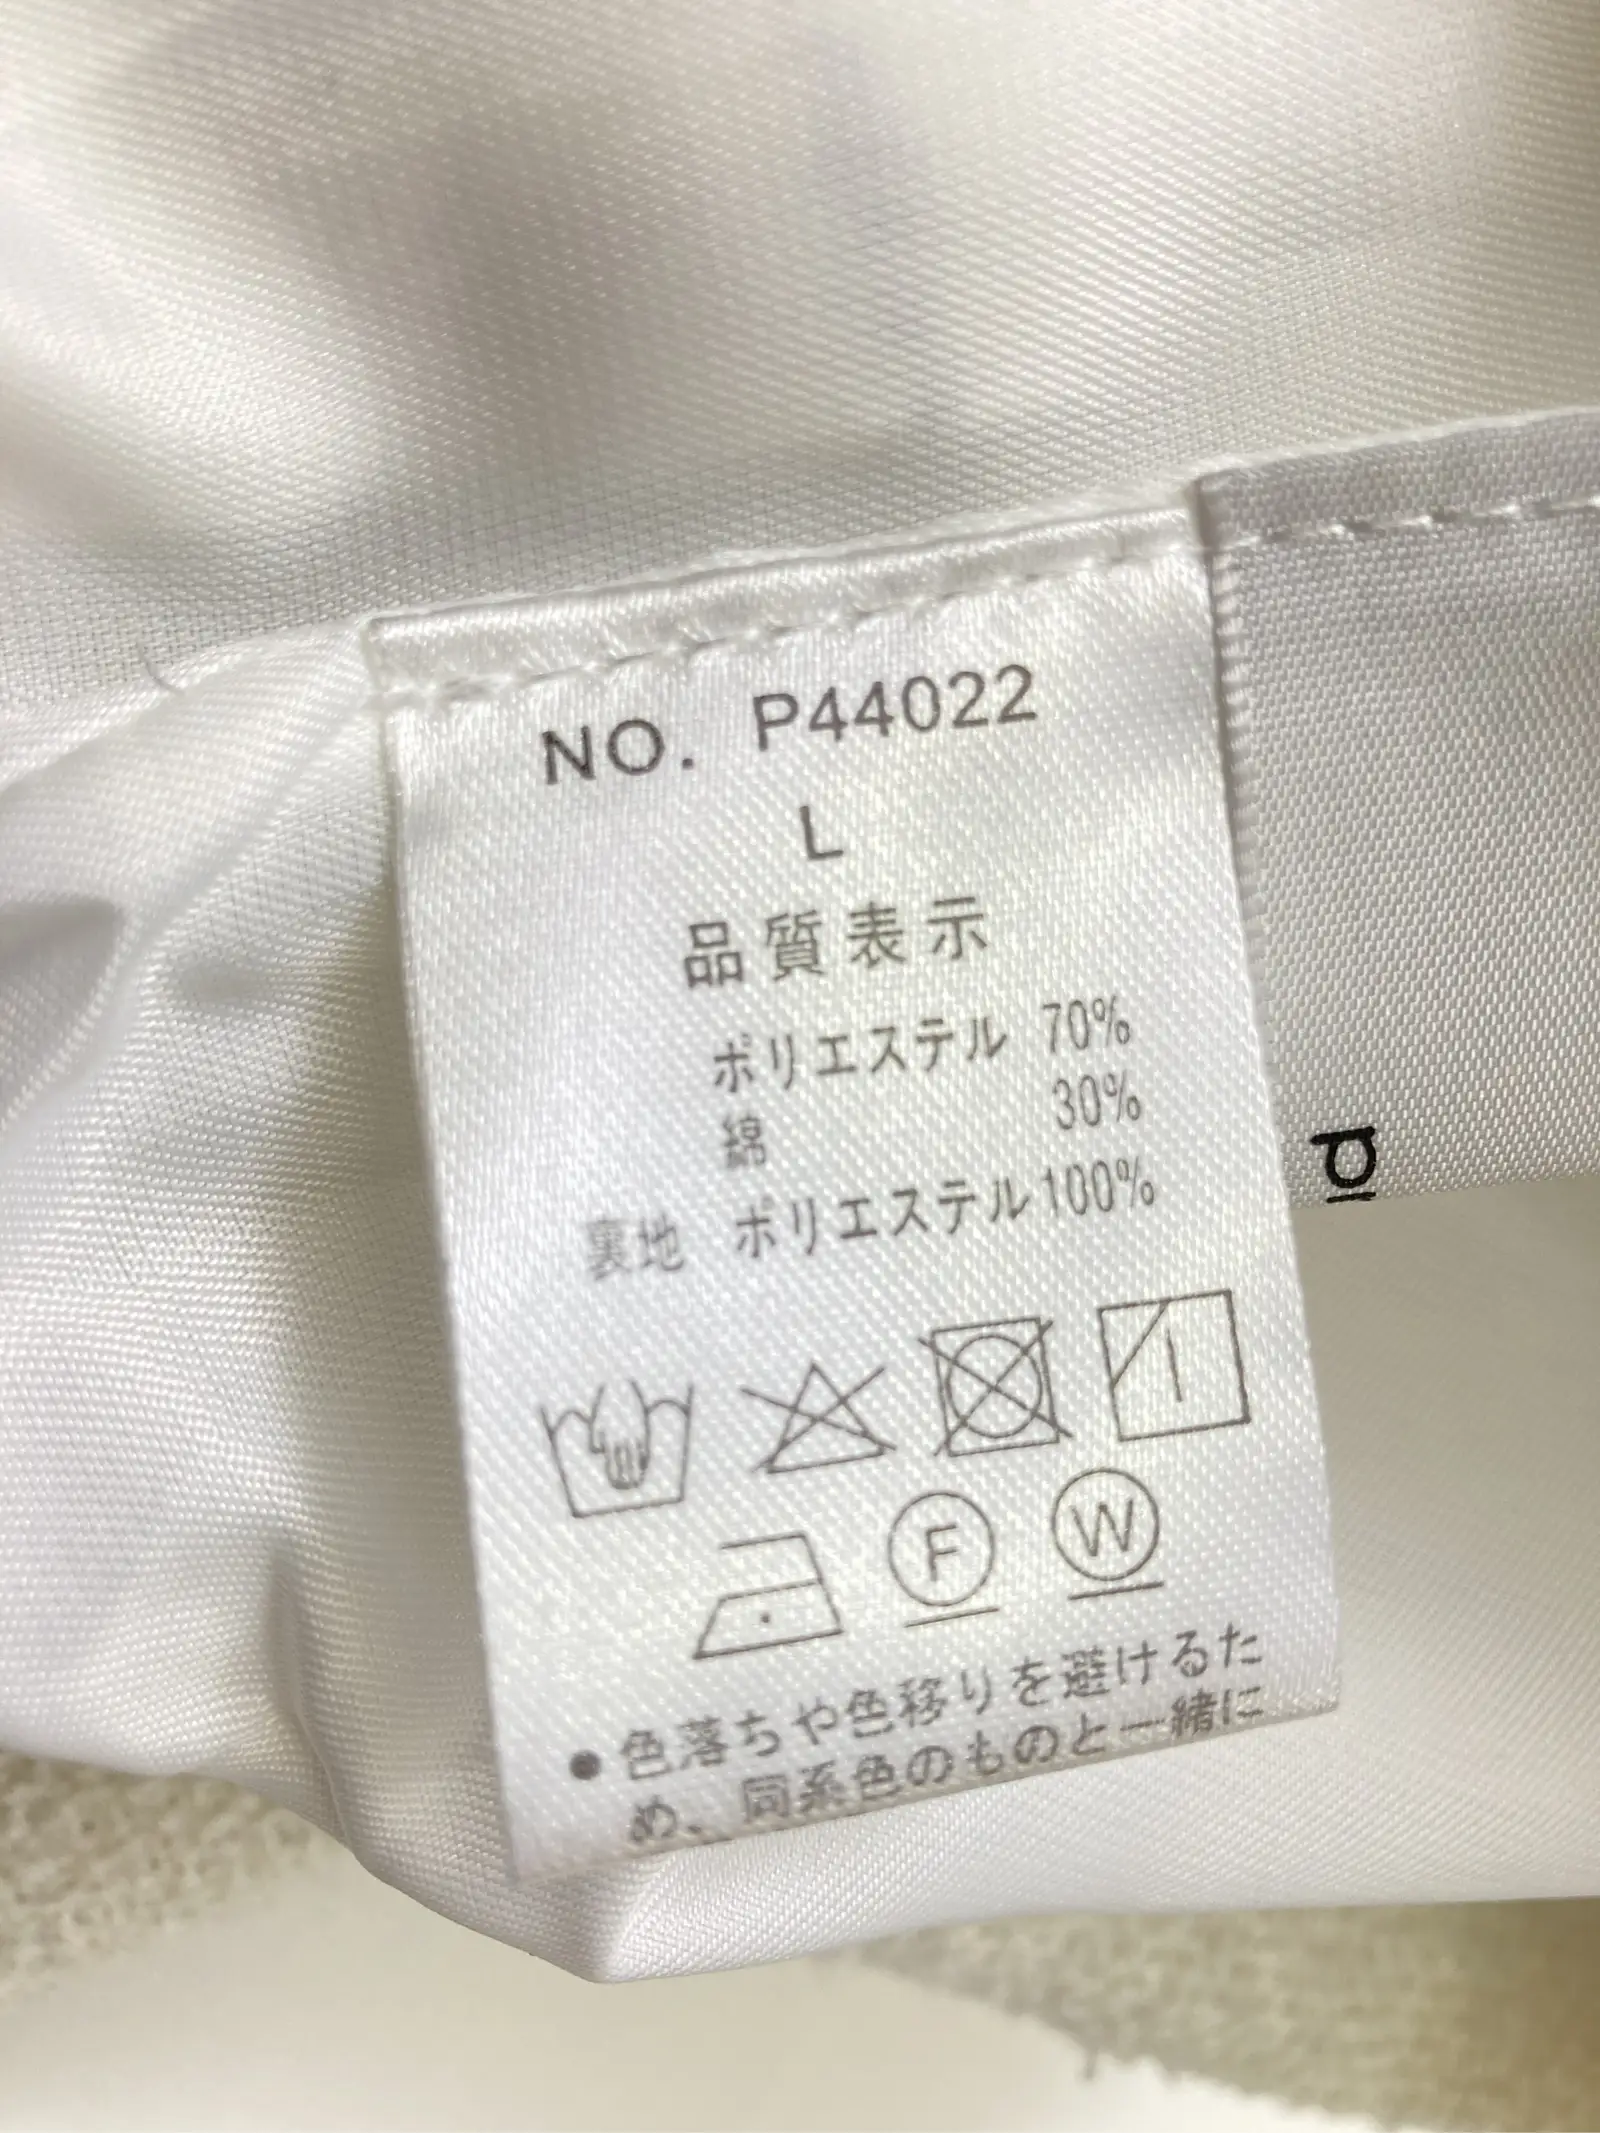 NO. P44022
L
品質表示
ポリエステル 70%
綿 30%
裏地 ポリエステル 100%
F W
●色落ちや色移りを避けるた
め、同系色のものと一緒に